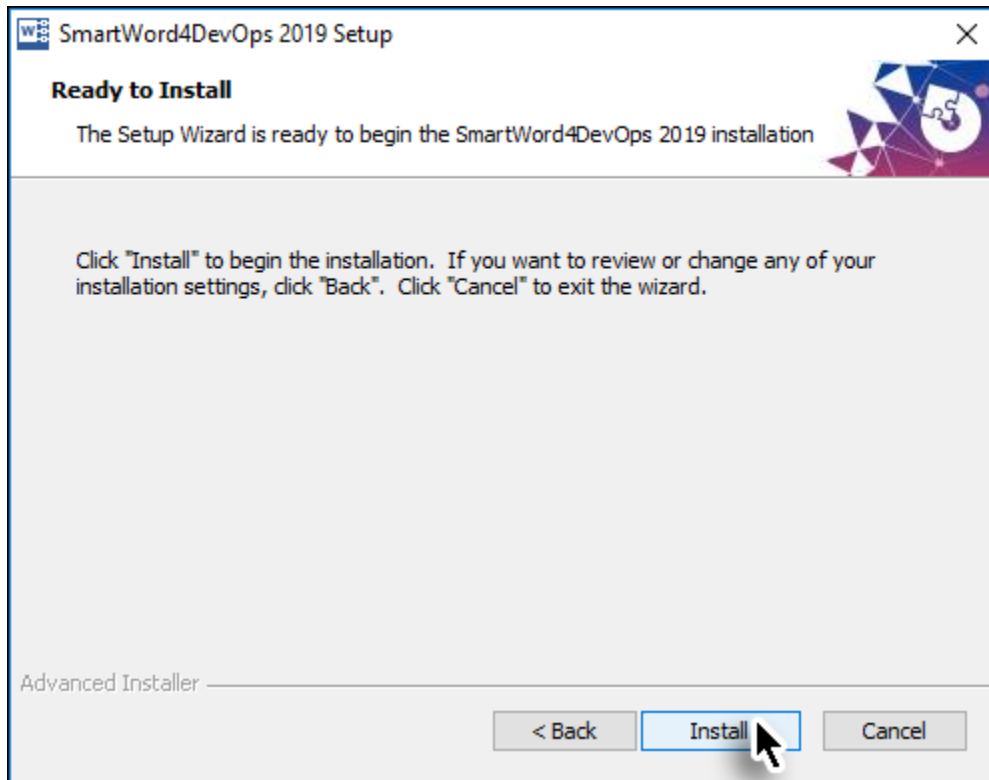 SmartWord4DevOps 2019 Setup
Ready to Install
The Setup Wizard is ready to begin the SmartWord4DevOps 2019 installation
Click "Install" to begin the installation.  If you want to review or change any of your
installation settings, click "Back".  Click "Cancel" to exit the wizard.
Advanced Installer
< Back
Install
Cancel